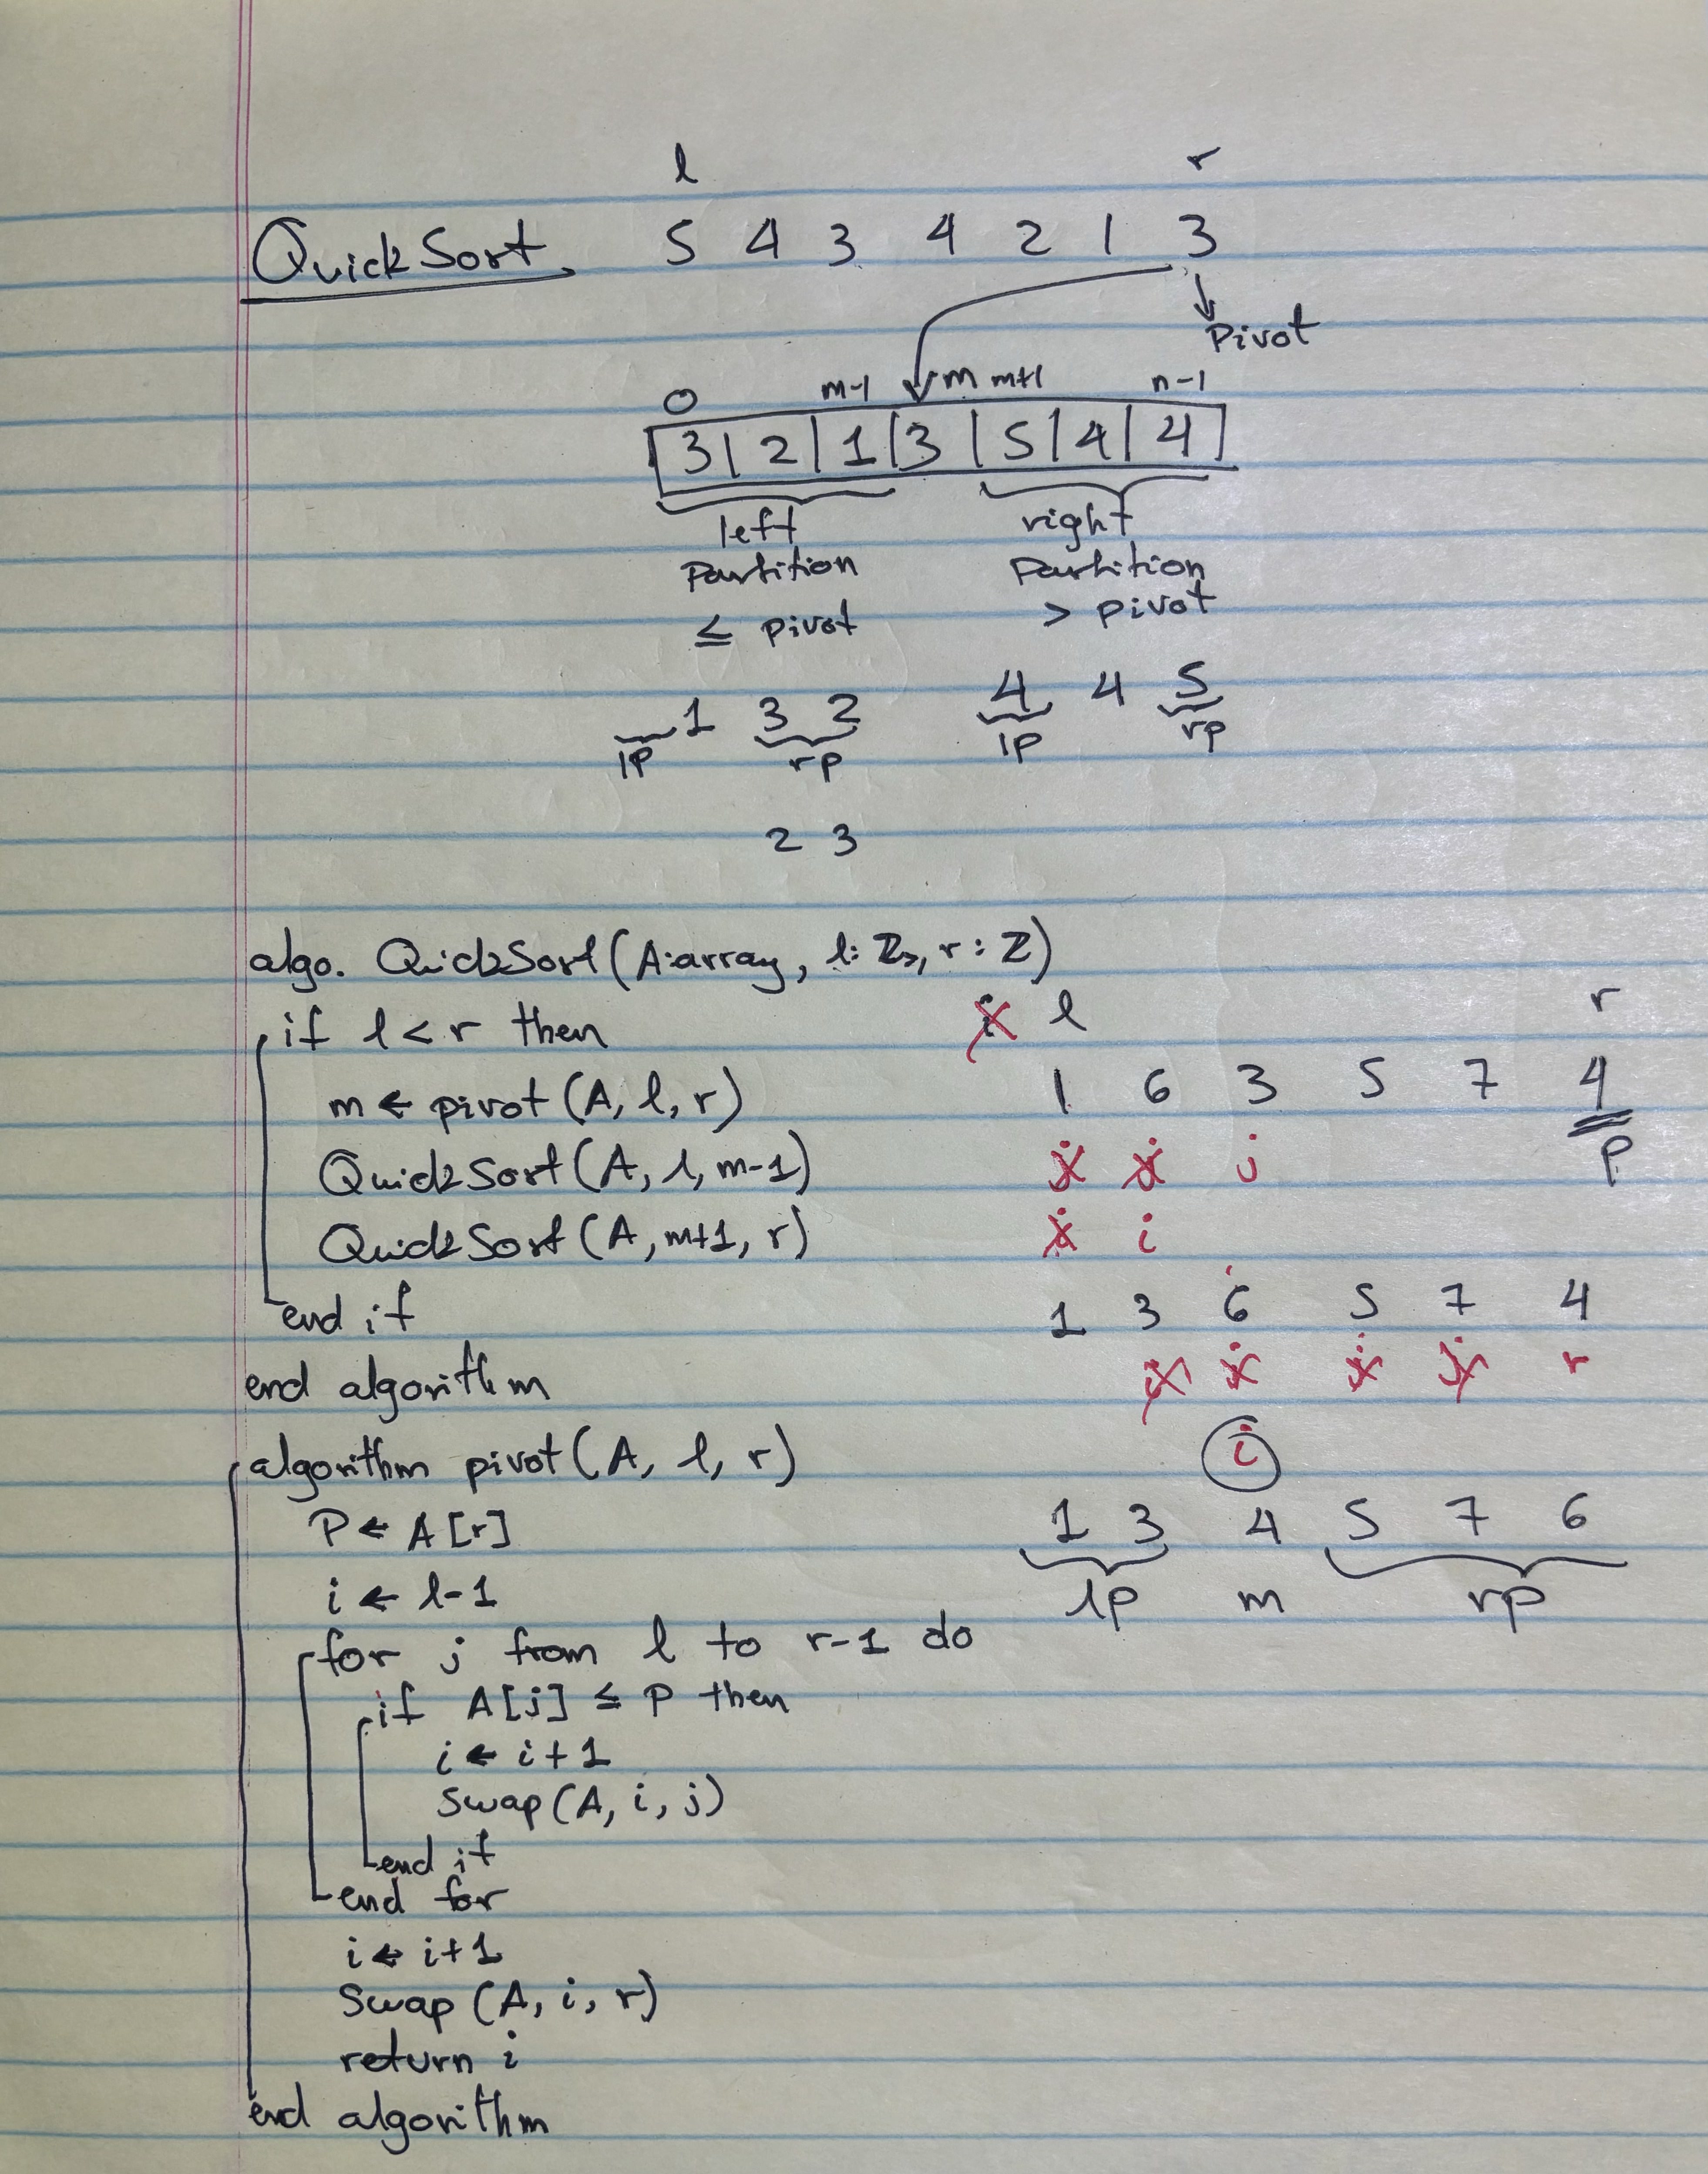 l r
QuickSort 5 4 3 4 2 1 3
Pivot
0 m-1 m m+1 n-1
3 | 2 | 1 | 3 | 5 | 4 | 4
left right
Partition Partition
≤ pivot > pivot
1 3 2 4 4 5
lp rp lp rp
2 3
algo. QuickSort(A:array, l: ℤ, r: ℤ)
if l < r then
i l r
m ← pivot(A, l, r)
1 6 3 5 7 4
QuickSort(A, l, m-1)
j j j p
QuickSort(A, m+1, r)
i i
end if
1 3 6 5 7 4
end algorithm
i j j j r
algorithm pivot(A, l, r)
i
P ← A[r]
1 3 4 5 7 6
i ← l-1
lp m rp
for j from l to r-1 do
if A[j] ≤ P then
i ← i+1
Swap(A, i, j)
end if
end for
i ← i+1
Swap(A, i, r)
return i
end algorithm